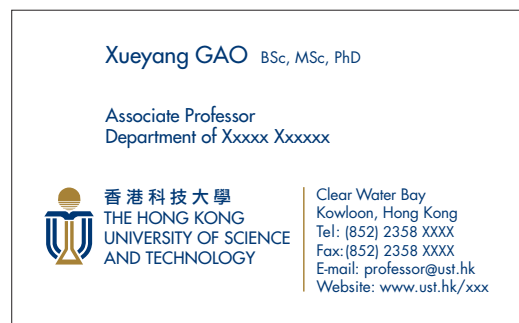 Xueyang GAO BSc, MSc, PhD
Associate Professor
Department of Xxxxx Xxxxxx
香港科技大學
THE HONG KONG
UNIVERSITY OF SCIENCE
AND TECHNOLOGY
Clear Water Bay
Kowloon, Hong Kong
Tel: (852) 2358 XXXX
Fax: (852) 2358 XXXX
E-mail: professor@ust.hk
Website: www.ust.hk/xxx